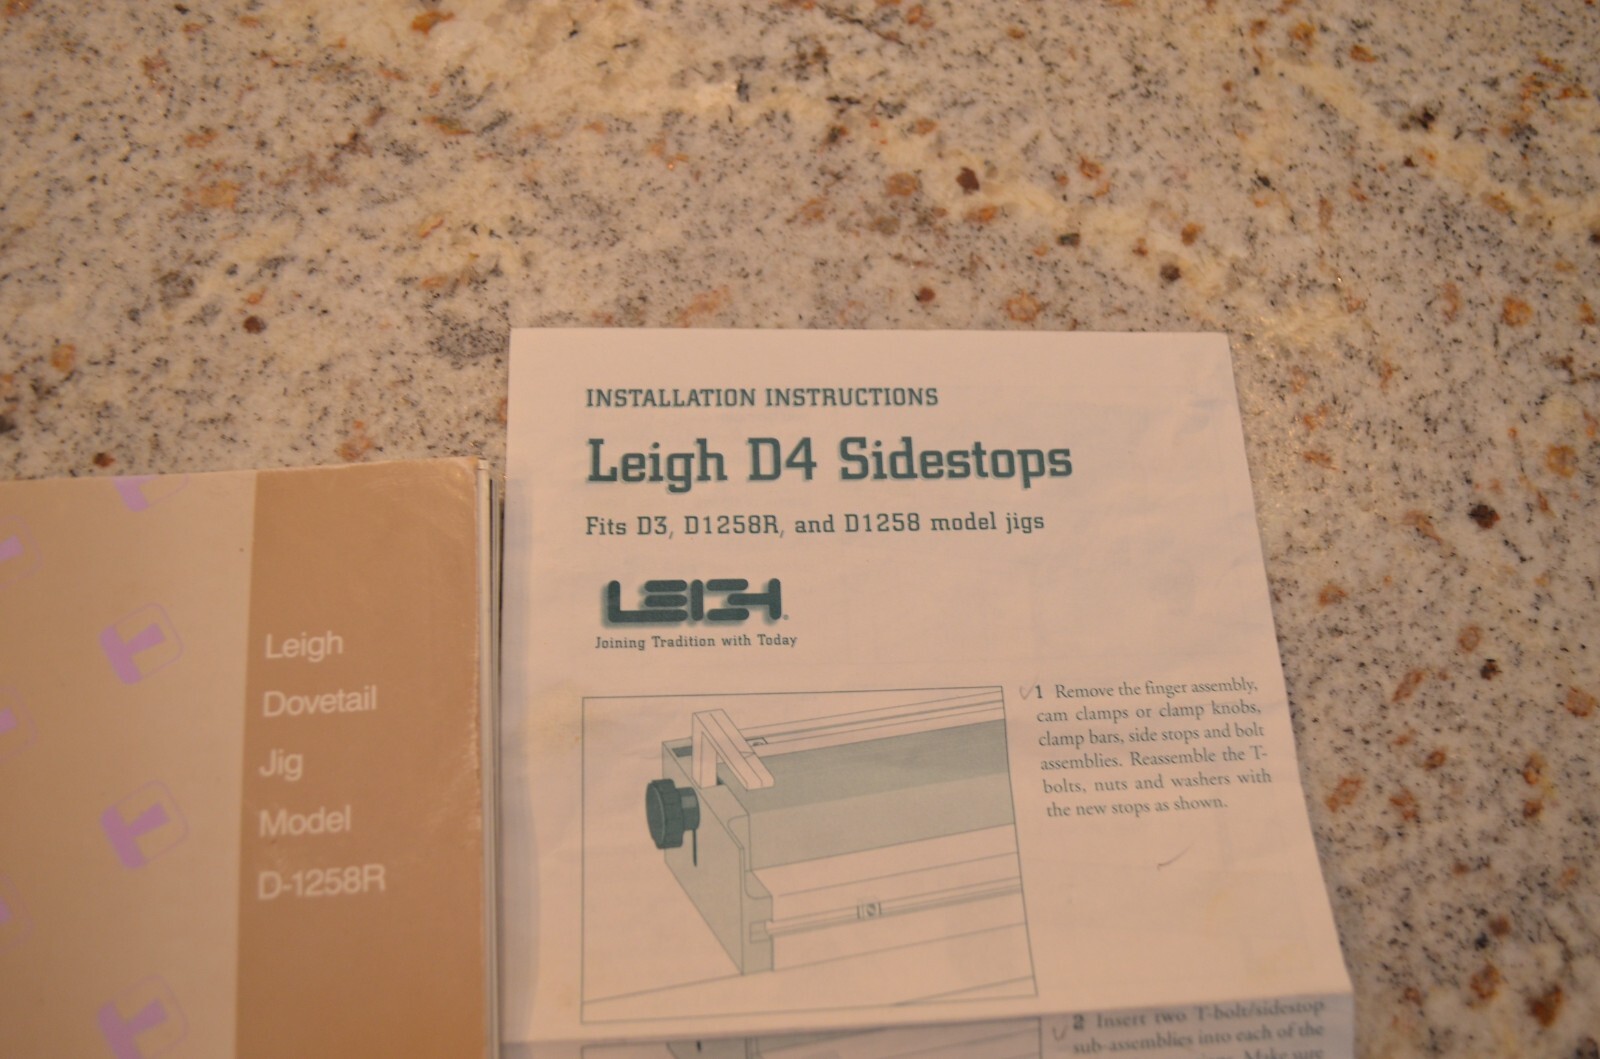 Leigh
Dovetail
Jig
Model
D-1258R
INSTALLATION INSTRUCTIONS
Leigh D4 Sidestops
Fits D3, D1258R, and D1258 model jigs
LEIGH®
Joining Tradition with Today
1 Remove the finger assembly,
cam clamps or clamp knobs,
clamp bars, side stops and bolt
assemblies. Reassemble the T-
bolts, nuts and washers with
the new stops as shown.
2 Insert two T-bolt/sidestop
sub-assemblies into each of the
Make sure